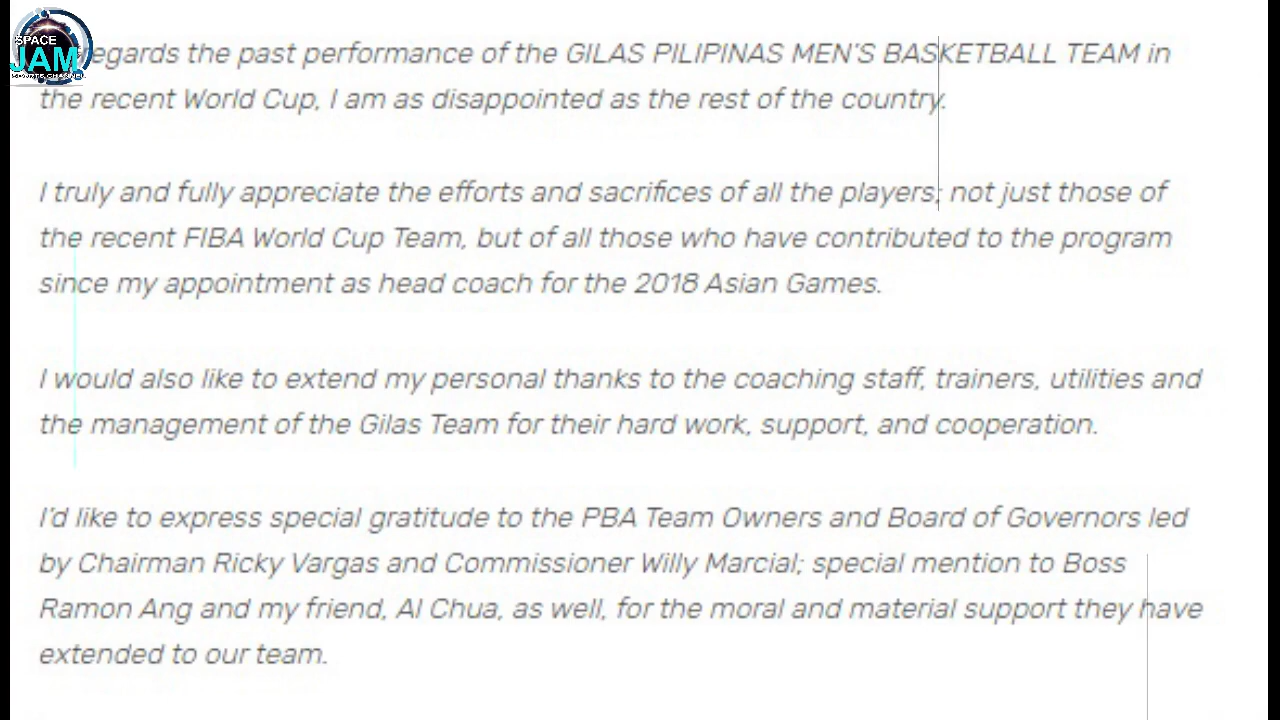 SPACE
JAM
egards the past performance of the GILAS PILIPINAS MEN'S BASKETBALL TEAM in
the recent World Cup, I am as disappointed as the rest of the country.
I truly and fully appreciate the efforts and sacrifices of all the players; not just those of
the recent FIBA World Cup Team, but of all those who have contributed to the program
since my appointment as head coach for the 2018 Asian Games.
I would also like to extend my personal thanks to the coaching staff, trainers, utilities and
the management of the Gilas Team for their hard work, support, and cooperation.
I'd like to express special gratitude to the PBA Team Owners and Board of Governors led
by Chairman Ricky Vargas and Commissioner Willy Marcial; special mention to Boss
Ramon Ang and my friend, Al Chua, as well, for the moral and material support they have
extended to our team.